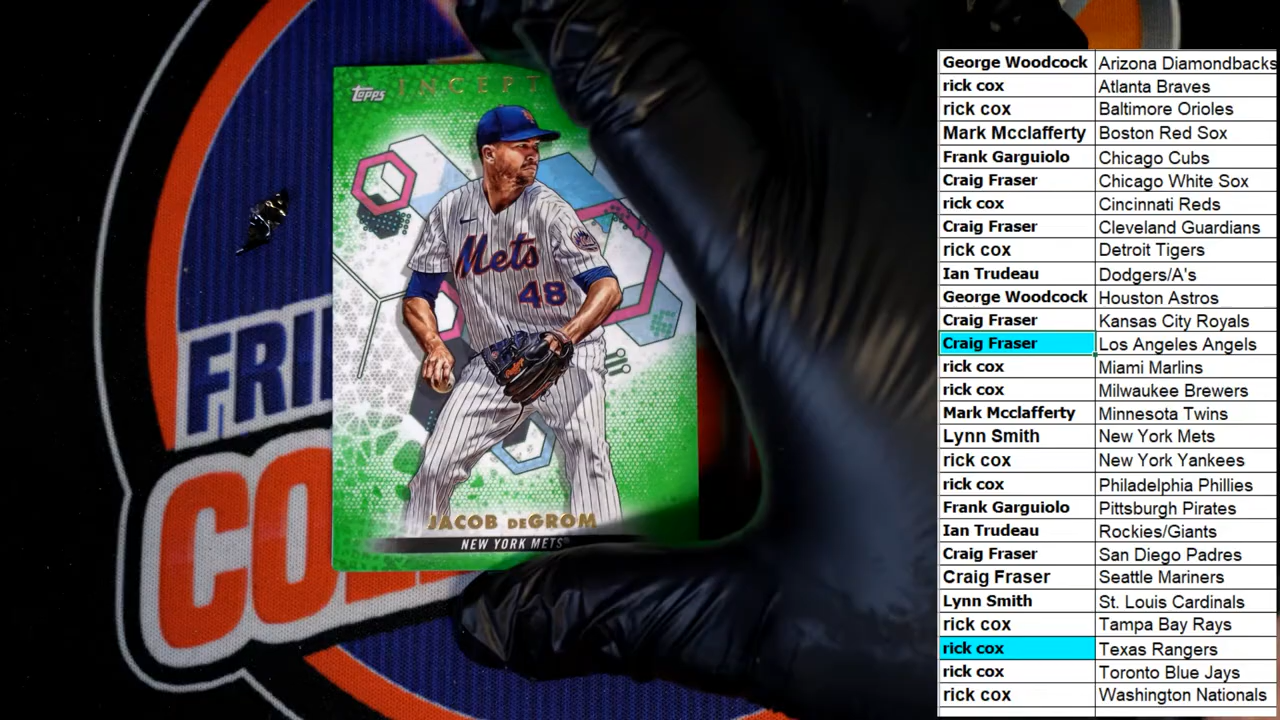 Topps INCEPT
Mets
48
JACOB DEGROM
NEW YORK METS
FRI
CO
George Woodcock Arizona Diamondbacks
rick cox Atlanta Braves
rick cox Baltimore Orioles
Mark Mcclafferty Boston Red Sox
Frank Garguiolo Chicago Cubs
Craig Fraser Chicago White Sox
rick cox Cincinnati Reds
Craig Fraser Cleveland Guardians
rick cox Detroit Tigers
Ian Trudeau Dodgers/A's
George Woodcock Houston Astros
Craig Fraser Kansas City Royals
Craig Fraser Los Angeles Angels
rick cox Miami Marlins
rick cox Milwaukee Brewers
Mark Mcclafferty Minnesota Twins
Lynn Smith New York Mets
rick cox New York Yankees
rick cox Philadelphia Phillies
Frank Garguiolo Pittsburgh Pirates
Ian Trudeau Rockies/Giants
Craig Fraser San Diego Padres
Craig Fraser Seattle Mariners
Lynn Smith St. Louis Cardinals
rick cox Tampa Bay Rays
rick cox Texas Rangers
rick cox Toronto Blue Jays
rick cox Washington Nationals